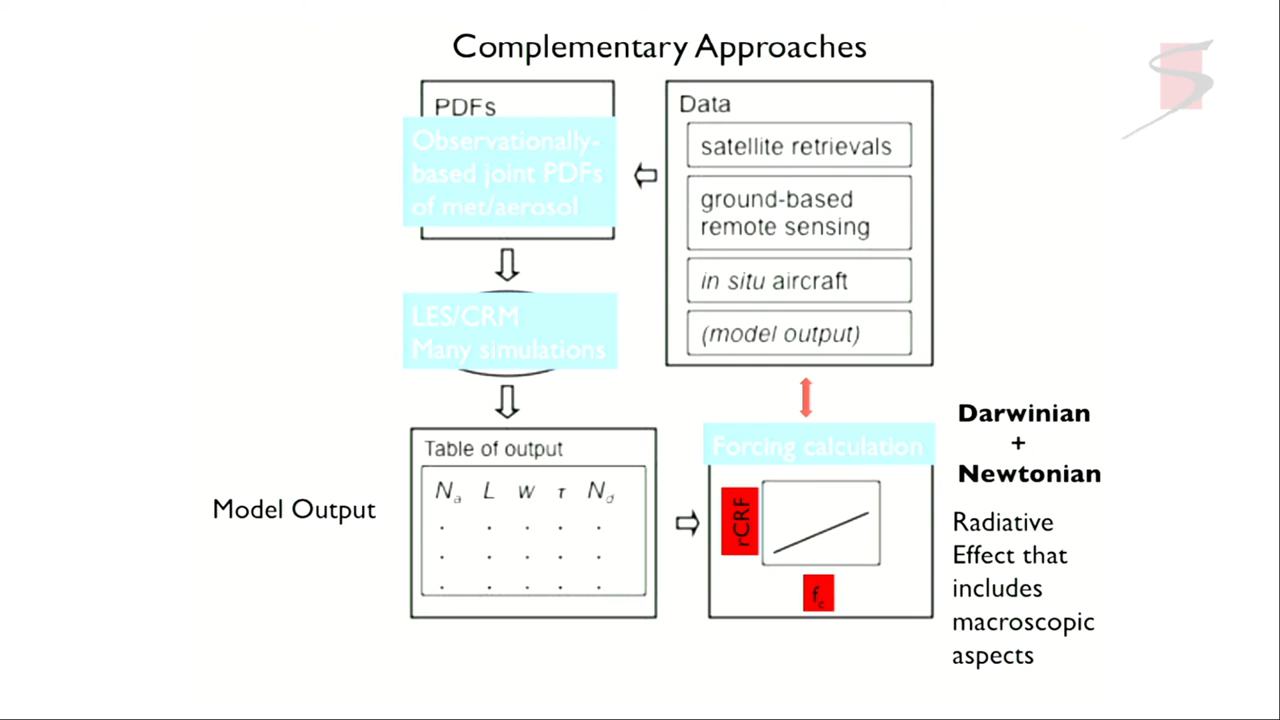 Complementary Approaches
PDFs
Observationally-
based joint PDFs
of met/aerosol
Data
satellite retrievals
ground-based
remote sensing
in situ aircraft
(model output)
LES/CRM
Many simulations
Table of output
Nₐ L w τ N_d
Model Output
Forcing calculation
rCRF
f_c
Darwinian
+
Newtonian
Radiative
Effect that
includes
macroscopic
aspects